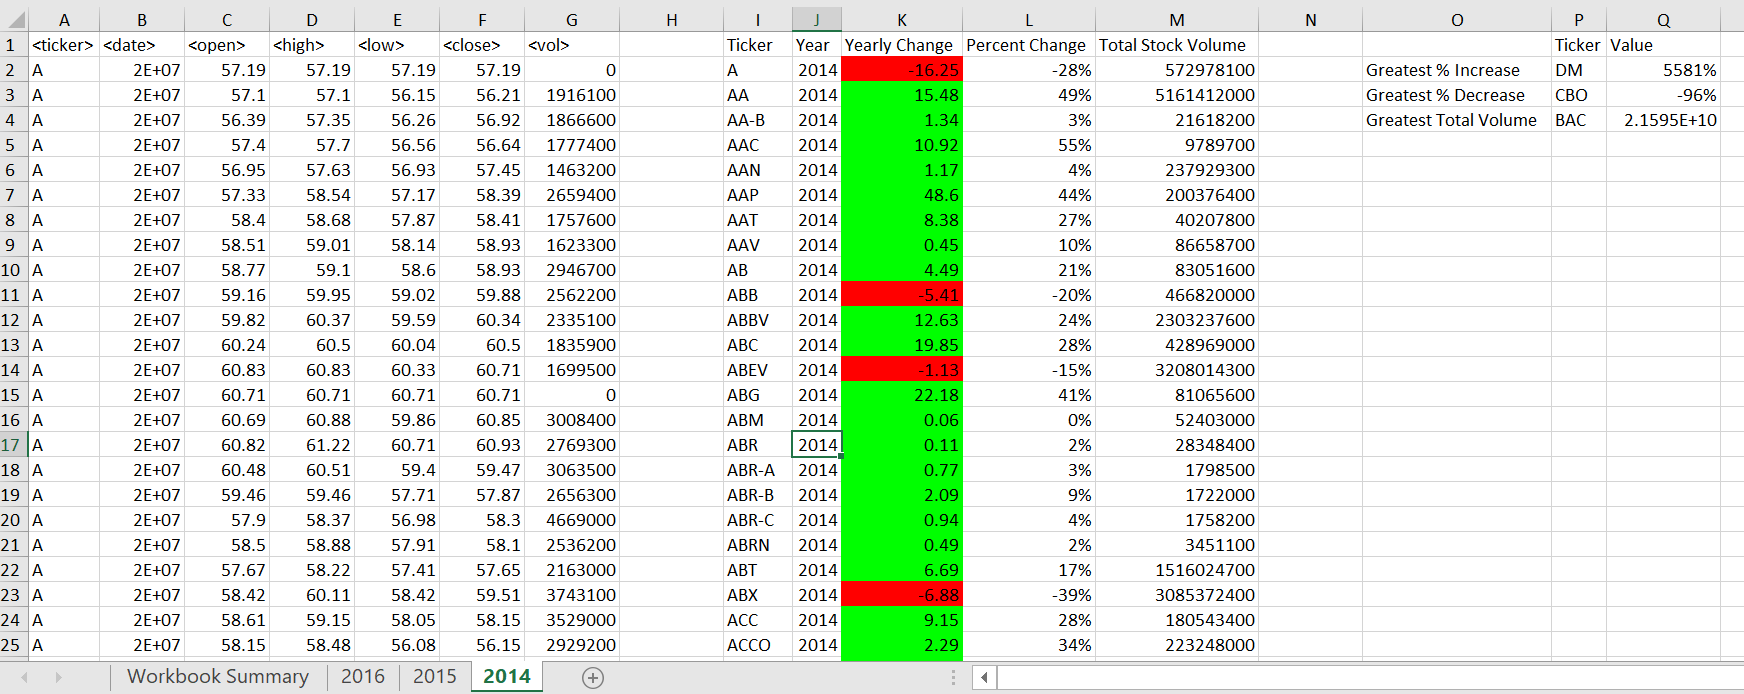 A B C D E F G H I J K L M N O P Q
1 <ticker> <date> <open> <high> <low> <close> <vol> Ticker Year Yearly Change Percent Change Total Stock Volume Ticker Value
2 A 2E+07 57.19 57.19 57.19 57.19 0 A 2014 -16.25 -28% 572978100 Greatest % Increase DM 5581%
3 A 2E+07 57.1 57.1 56.15 56.21 1916100 AA 2014 15.48 49% 5161412000 Greatest % Decrease CBO -96%
4 A 2E+07 56.39 57.35 56.26 56.92 1866600 AA-B 2014 1.34 3% 21618200 Greatest Total Volume BAC 2.1595E+10
5 A 2E+07 57.4 57.7 56.56 56.64 1777400 AAC 2014 10.92 55% 9789700
6 A 2E+07 56.95 57.63 56.93 57.45 1463200 AAN 2014 1.17 4% 237929300
7 A 2E+07 57.33 58.54 57.17 58.39 2659400 AAP 2014 48.6 44% 200376400
8 A 2E+07 58.4 58.68 57.87 58.41 1757600 AAT 2014 8.38 27% 40207800
9 A 2E+07 58.51 59.01 58.14 58.93 1623300 AAV 2014 0.45 10% 86658700
10 A 2E+07 58.77 59.1 58.6 58.93 2946700 AB 2014 4.49 21% 83051600
11 A 2E+07 59.16 59.95 59.02 59.88 2562200 ABB 2014 -5.41 -20% 466820000
12 A 2E+07 59.82 60.37 59.59 60.34 2335100 ABBV 2014 12.63 24% 2303237600
13 A 2E+07 60.24 60.5 60.04 60.5 1835900 ABC 2014 19.85 28% 428969000
14 A 2E+07 60.83 60.83 60.33 60.71 1699500 ABEV 2014 -1.13 -15% 3208014300
15 A 2E+07 60.71 60.71 60.71 60.71 0 ABG 2014 22.18 41% 81065600
16 A 2E+07 60.69 60.88 59.86 60.85 3008400 ABM 2014 0.06 0% 52403000
17 A 2E+07 60.82 61.22 60.71 60.93 2769300 ABR 2014 0.11 2% 28348400
18 A 2E+07 60.48 60.51 59.4 59.47 3063500 ABR-A 2014 0.77 3% 1798500
19 A 2E+07 59.46 59.46 57.71 57.87 2656300 ABR-B 2014 2.09 9% 1722000
20 A 2E+07 57.9 58.37 56.98 58.3 4669000 ABR-C 2014 0.94 4% 1758200
21 A 2E+07 58.5 58.88 57.91 58.1 2536200 ABRN 2014 0.49 2% 3451100
22 A 2E+07 57.67 58.22 57.41 57.65 2163000 ABT 2014 6.69 17% 1516024700
23 A 2E+07 58.42 60.11 58.42 59.51 3743100 ABX 2014 -6.88 -39% 3085372400
24 A 2E+07 58.61 59.15 58.05 58.15 3529000 ACC 2014 9.15 28% 180543400
25 A 2E+07 58.15 58.48 56.08 56.15 2929200 ACCO 2014 2.29 34% 223248000
Workbook Summary 2016 2015 2014